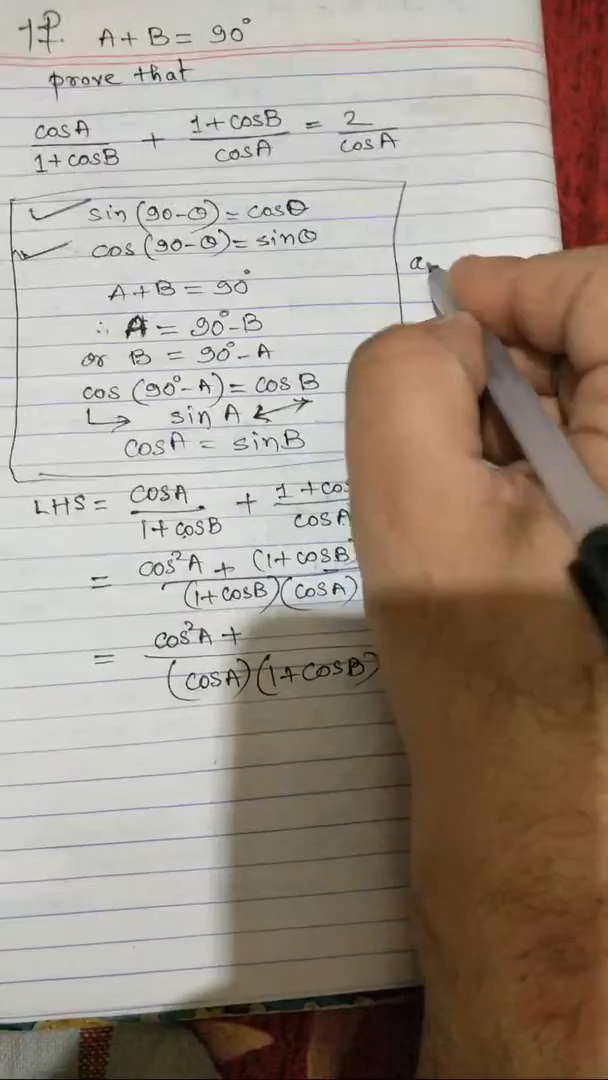 If A + B = 90°
prove that
cosA/(1+cosB) + (1+cosB)/cosA = 2/cosA
sin (90-θ) = cosθ
cos (90-θ) = sinθ
A + B = 90°
∴ A = 90°-B
or B = 90°-A
cos (90°-A) = cosB
↳ sinA ↔
cosA = sinB
a
LHS = cosA/(1+cosB) + (1+cos/cosA
= cos²A + (1+cosB)/(1+cosB)(cosA)
= cos²A +/(cosA)(1+cosB)